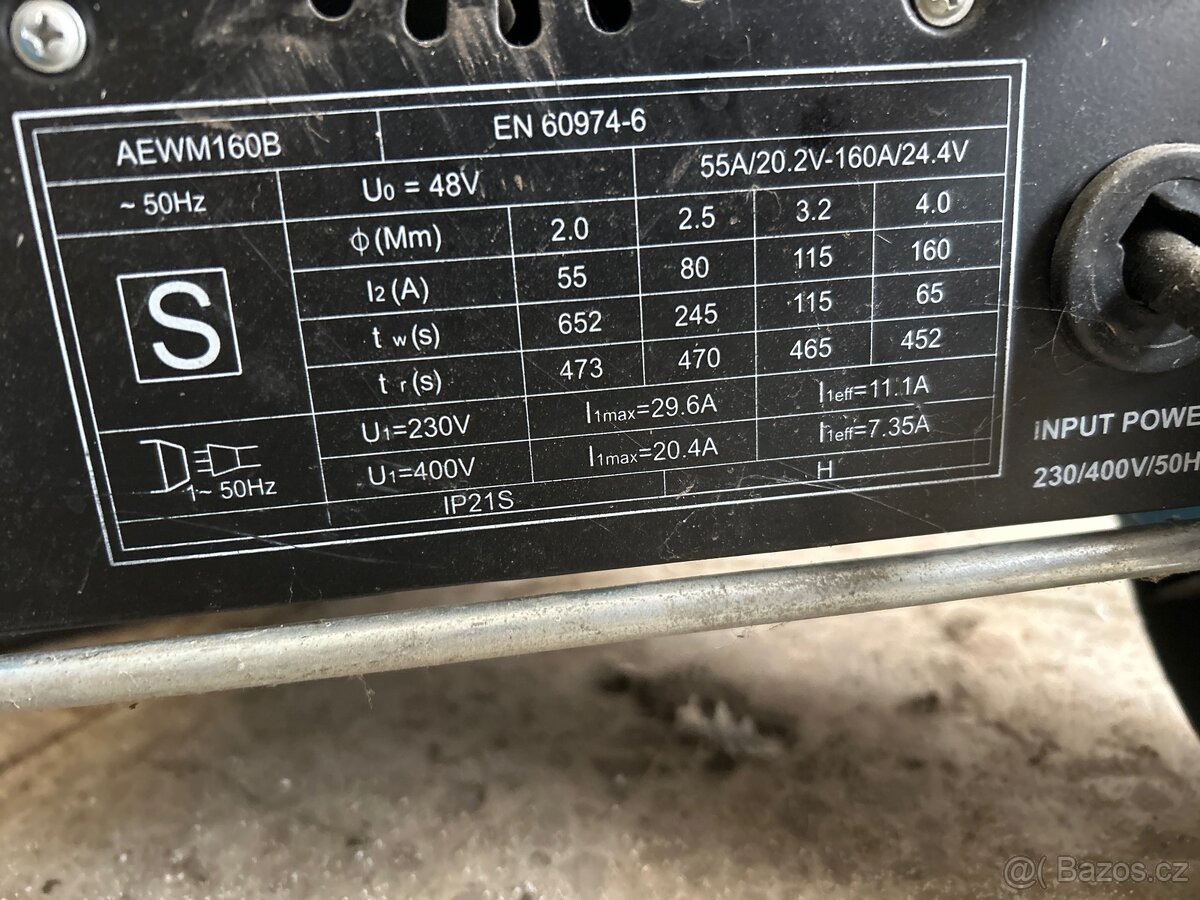 AEWM160B EN 60974-6
~ 50Hz U0 = 48V 55A/20.2V-160A/24.4V
ϕ (Mm) 2.0 2.5 3.2 4.0
S I2 (A) 55 80 115 160
t w (s) 652 245 115 65
t r (s) 473 470 465 452
U1=230V I1max=29.6A I1eff=11.1A
1~ 50Hz U1=400V I1max=20.4A I1eff=7.35A
IP21S H
INPUT POWE
230/400V/50H
@( Bazos.cz